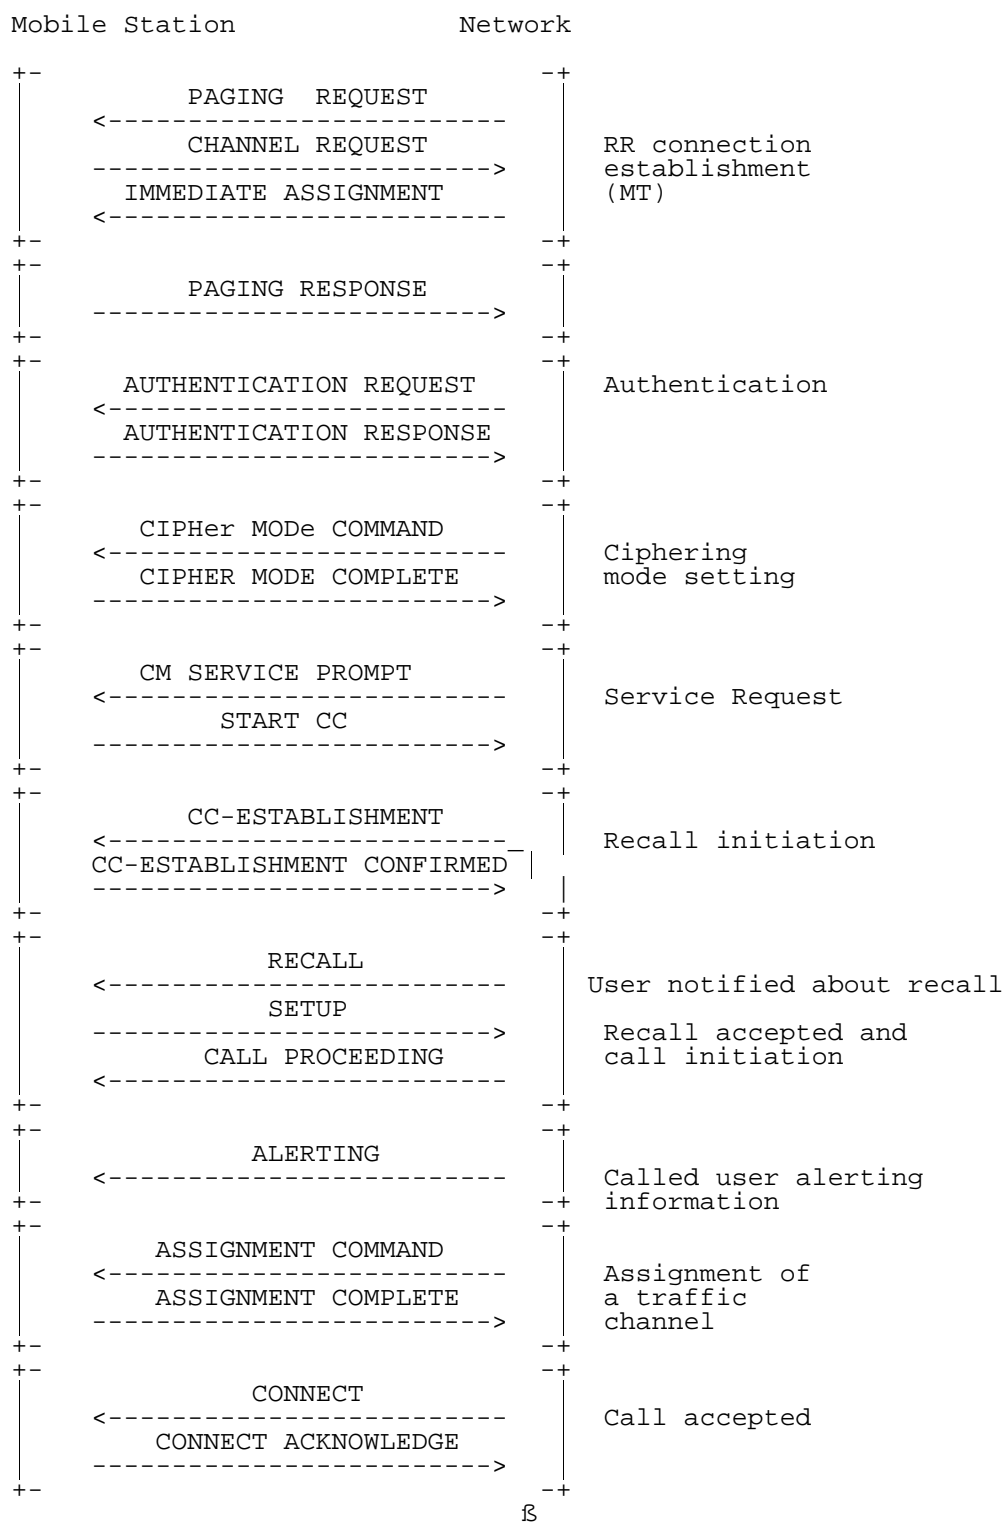 Mobile Station                Network
+-                               -+
PAGING  REQUEST
<-------------------------
CHANNEL REQUEST                  RR connection
------------------------->       establishment
IMMEDIATE ASSIGNMENT             (MT)
<-------------------------
+-                               -+
+-                               -+
PAGING RESPONSE
------------------------->
+-                               -+
+-                               -+
AUTHENTICATION REQUEST           Authentication
<-------------------------
AUTHENTICATION RESPONSE
------------------------->
+-                               -+
+-                               -+
CIPHer MODe COMMAND
<-------------------------       Ciphering
CIPHER MODE COMPLETE             mode setting
------------------------->
+-                               -+
+-                               -+
CM SERVICE PROMPT
<-------------------------       Service Request
START CC
------------------------->
+-                               -+
+-                               -+
CC-ESTABLISHMENT
<-------------------------       Recall initiation
CC-ESTABLISHMENT CONFIRMED
------------------------->
+-                               -+
+-                               -+
RECALL
<-------------------------       User notified about recall
SETUP
------------------------->       Recall accepted and
CALL PROCEEDING                  call initiation
<-------------------------
+-                               -+
+-                               -+
ALERTING
<-------------------------       Called user alerting
+-                               -+  information
+-                               -+
ASSIGNMENT COMMAND
<-------------------------       Assignment of
ASSIGNMENT COMPLETE              a traffic
------------------------->       channel
+-                               -+
+-                               -+
CONNECT
<-------------------------       Call accepted
CONNECT ACKNOWLEDGE
------------------------->
+-                               -+
ß